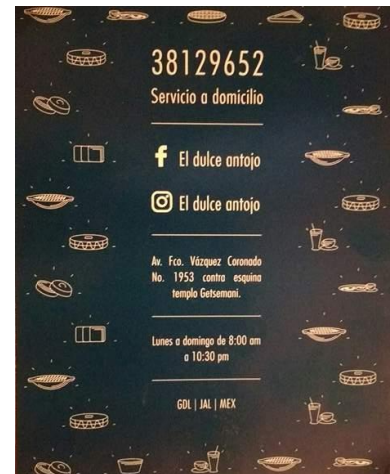 38129652
Servicio a domicilio
El dulce antojo
El dulce antojo
Av. Fco. Vázquez Coronado
No. 1953 contra esquina
templo Getsemani.
Lunes a domingo de 8:00 am
a 10:30 pm
GDL | JAL | MEX